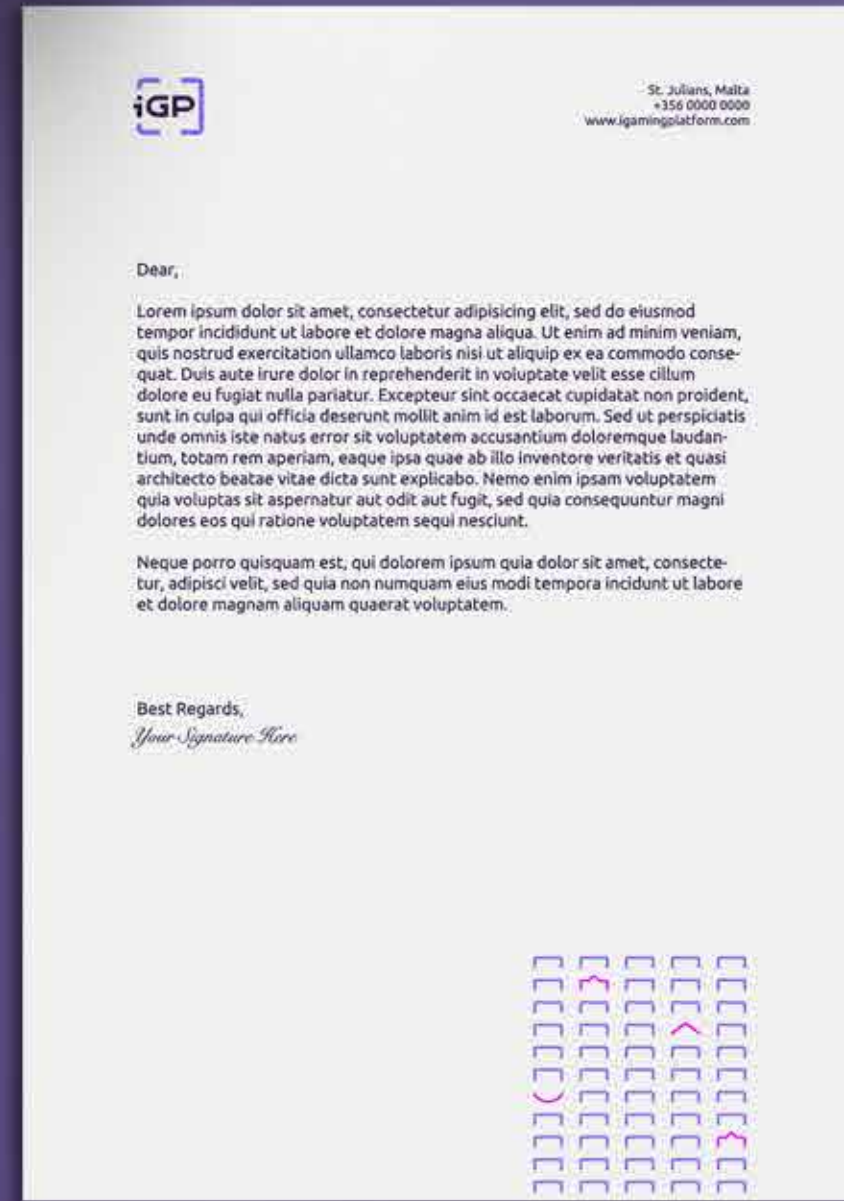 iGP
St. Julians, Malta
+356 0000 0000
www.igamingplatform.com
Dear,
Lorem ipsum dolor sit amet, consectetur adipisicing elit, sed do eiusmod
tempor incididunt ut labore et dolore magna aliqua. Ut enim ad minim veniam,
quis nostrud exercitation ullamco laboris nisi ut aliquip ex ea commodo conse-
quat. Duis aute irure dolor in reprehenderit in voluptate velit esse cillum
dolore eu fugiat nulla pariatur. Excepteur sint occaecat cupidatat non proident,
sunt in culpa qui officia deserunt mollit anim id est laborum. Sed ut perspiciatis
unde omnis iste natus error sit voluptatem accusantium doloremque laudan-
tium, totam rem aperiam, eaque ipsa quae ab illo inventore veritatis et quasi
architecto beatae vitae dicta sunt explicabo. Nemo enim ipsam voluptatem
quia voluptas sit aspernatur aut odit aut fugit, sed quia consequuntur magni
dolores eos qui ratione voluptatem sequi nesciunt.
Neque porro quisquam est, qui dolorem ipsum quia dolor sit amet, consecte-
tur, adipisci velit, sed quia non numquam eius modi tempora incidunt ut labore
et dolore magnam aliquam quaerat voluptatem.
Best Regards,
Your Signature Here